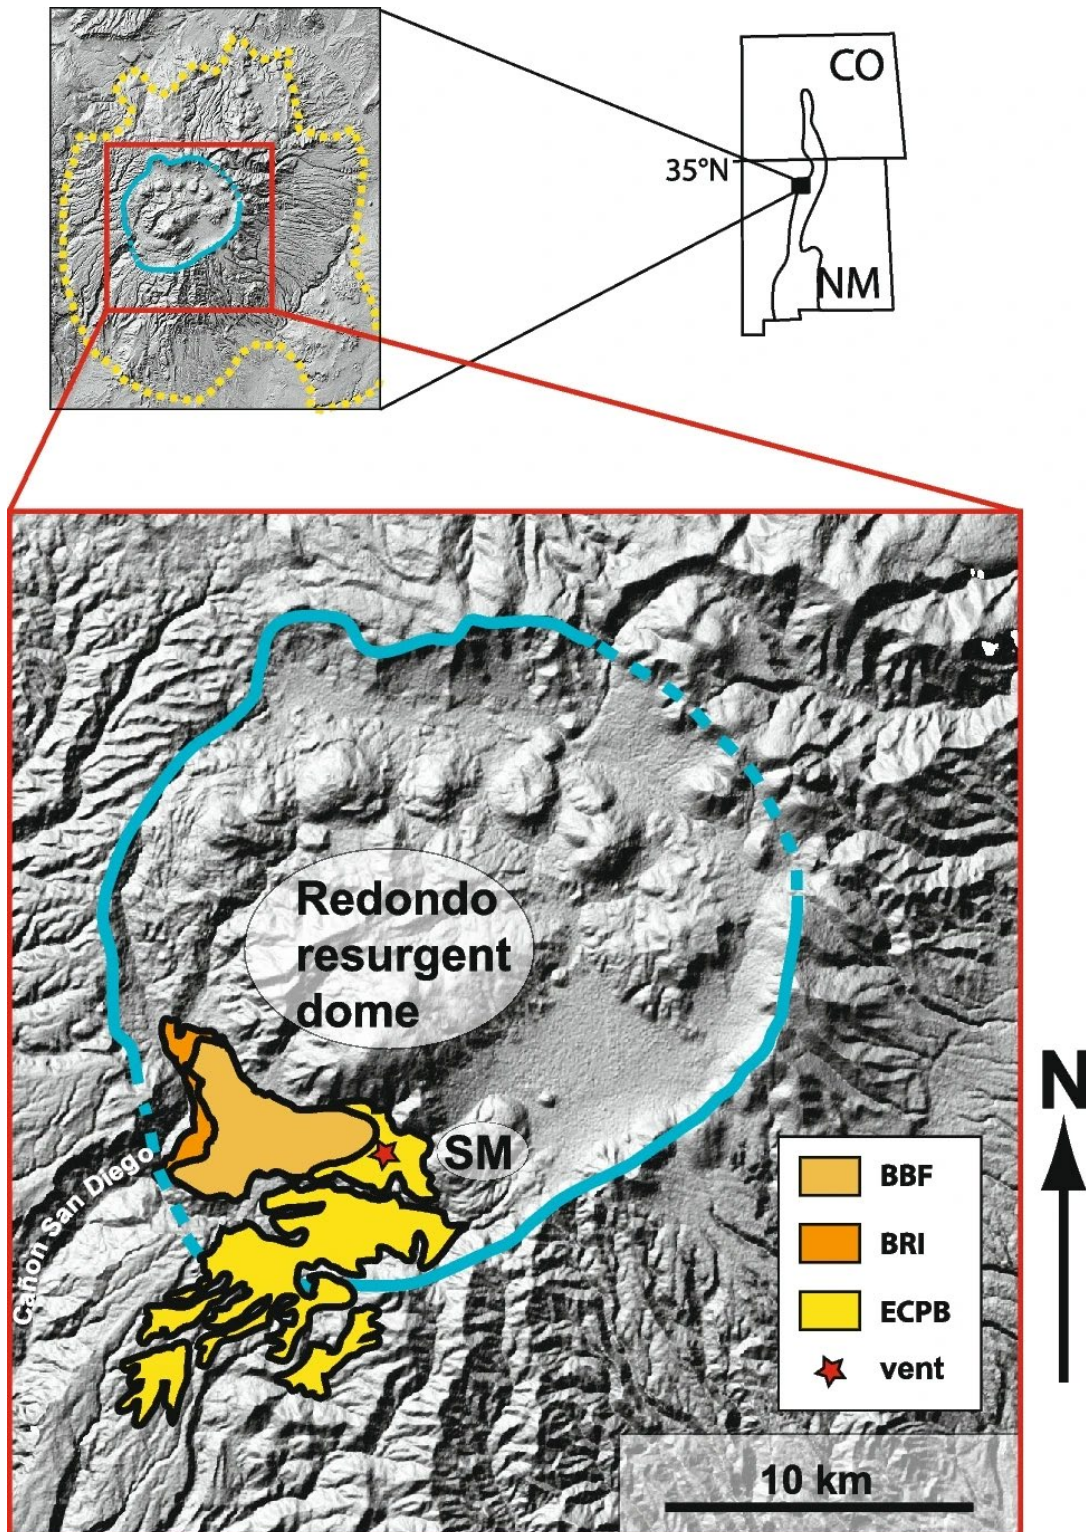 CO
35°N
NM
Redondo
resurgent
dome
SM
Cañon San Diego
N
BBF
BRI
ECPB
vent
10 km